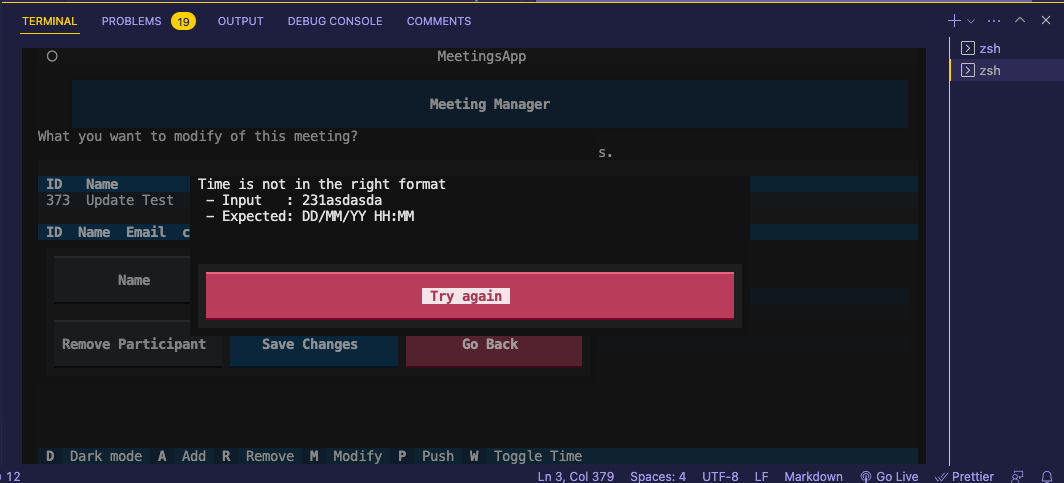 TERMINAL PROBLEMS 19 OUTPUT DEBUG CONSOLE COMMENTS
zsh
zsh
MeetingsApp
Meeting Manager
What you want to modify of this meeting?
s.
ID Name
373 Update Test
ID Name Email c
Time is not in the right format
- Input : 231asdasda
- Expected: DD/MM/YY HH:MM
Try again
Name
Remove Participant Save Changes Go Back
D Dark mode A Add R Remove M Modify P Push W Toggle Time
12 Ln 3, Col 379 Spaces: 4 UTF-8 LF Markdown Go Live Prettier